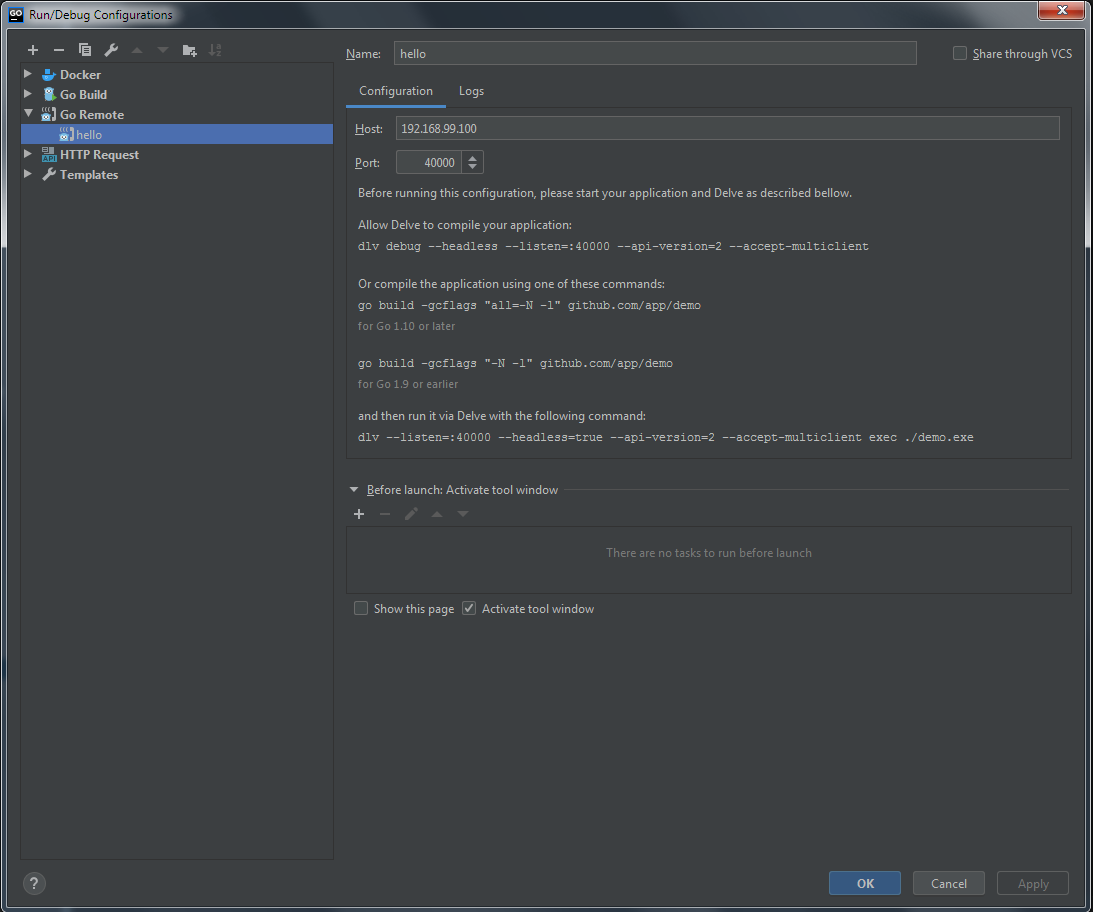 GO Run/Debug Configurations
Docker
Go Build
Go Remote
hello
HTTP Request
Templates
Name: hello
Share through VCS
Configuration Logs
Host: 192.168.99.100
Port: 40000
Before running this configuration, please start your application and Delve as described bellow.
Allow Delve to compile your application:
dlv debug --headless --listen=:40000 --api-version=2 --accept-multiclient
Or compile the application using one of these commands:
go build -gcflags "all=-N -l" github.com/app/demo
for Go 1.10 or later
go build -gcflags "-N -l" github.com/app/demo
for Go 1.9 or earlier
and then run it via Delve with the following command:
dlv --listen=:40000 --headless=true --api-version=2 --accept-multiclient exec ./demo.exe
Before launch: Activate tool window
There are no tasks to run before launch
Show this page Activate tool window
? OK Cancel Apply